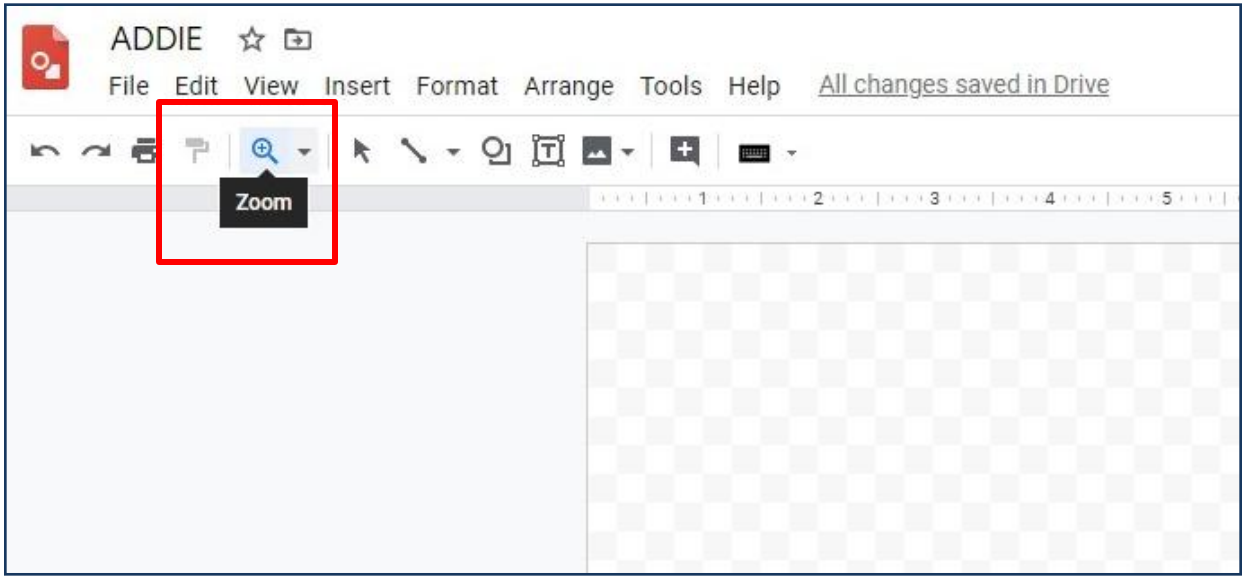 ADDIE
File Edit View Insert Format Arrange Tools Help All changes saved in Drive
Zoom
1 2 3 4 5